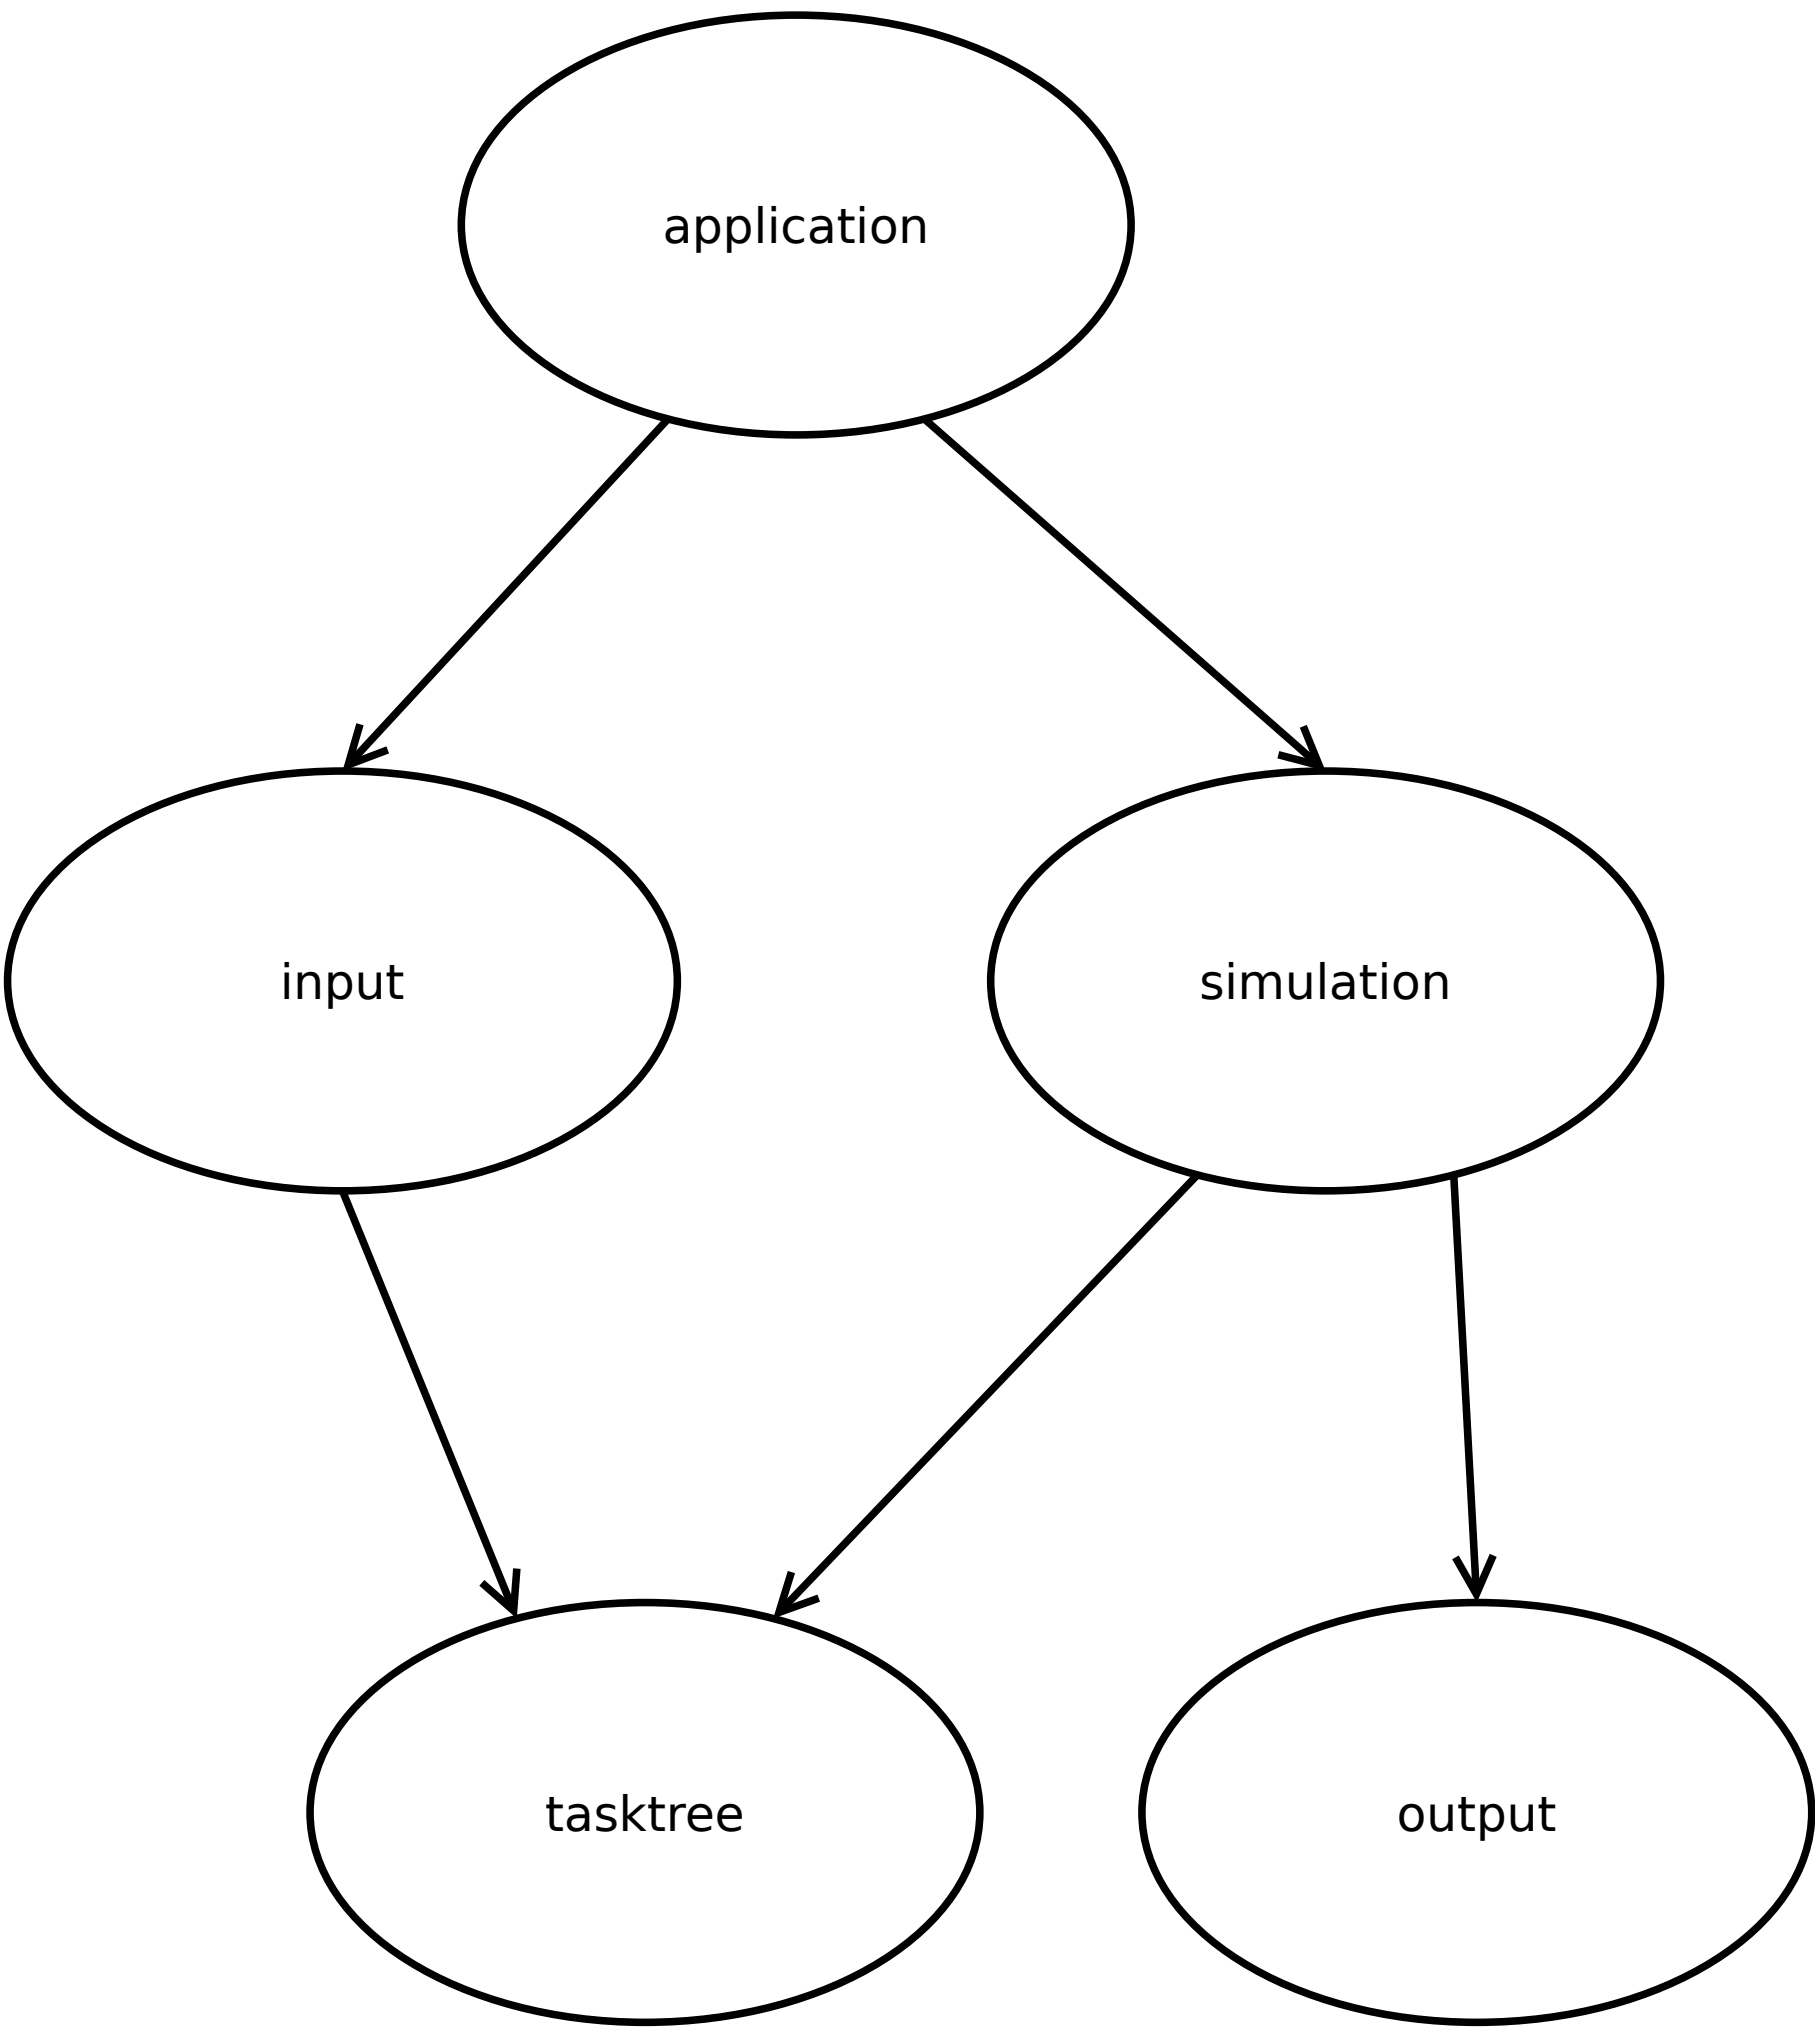 application
input
simulation
tasktree
output